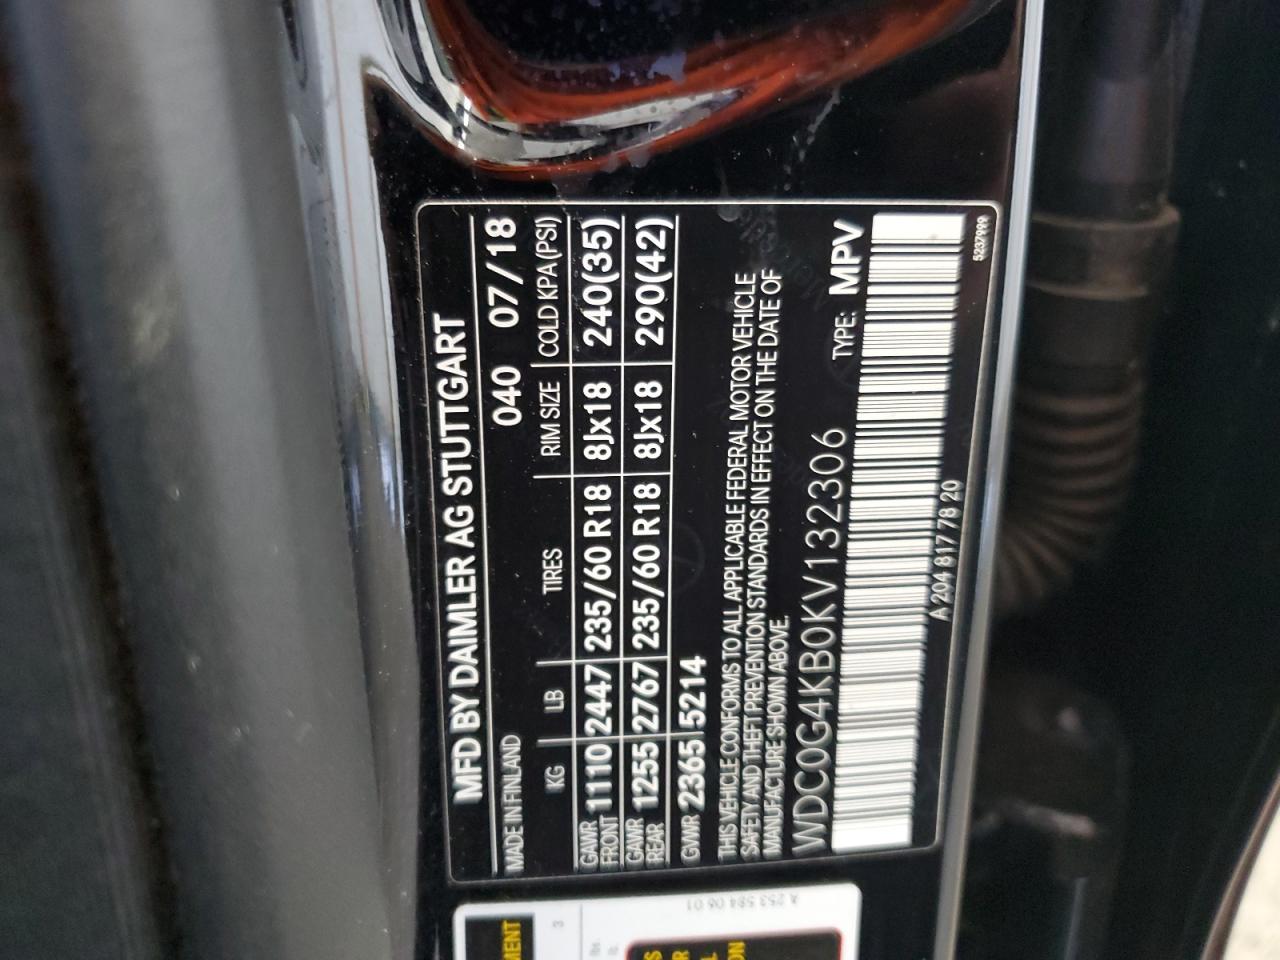 MFD BY DAIMLER AG STUTTGART
MADE IN FINLAND 040 07/18
KG LB TIRES RIM SIZE COLD KPA(PSI)
GAWR FRONT 1110 2447 235/60 R18 8Jx18 240(35)
GAWR REAR 1255 2767 235/60 R18 8Jx18 290(42)
GVWR 2365 5214
THIS VEHICLE CONFORMS TO ALL APPLICABLE FEDERAL MOTOR VEHICLE
SAFETY AND THEFT PREVENTION STANDARDS IN EFFECT ON THE DATE OF
MANUFACTURE SHOWN ABOVE.
WDC0G4KB0KV132306 TYPE: MPV
A 204 817 78 20
5237999
A 253 584 06 01
3